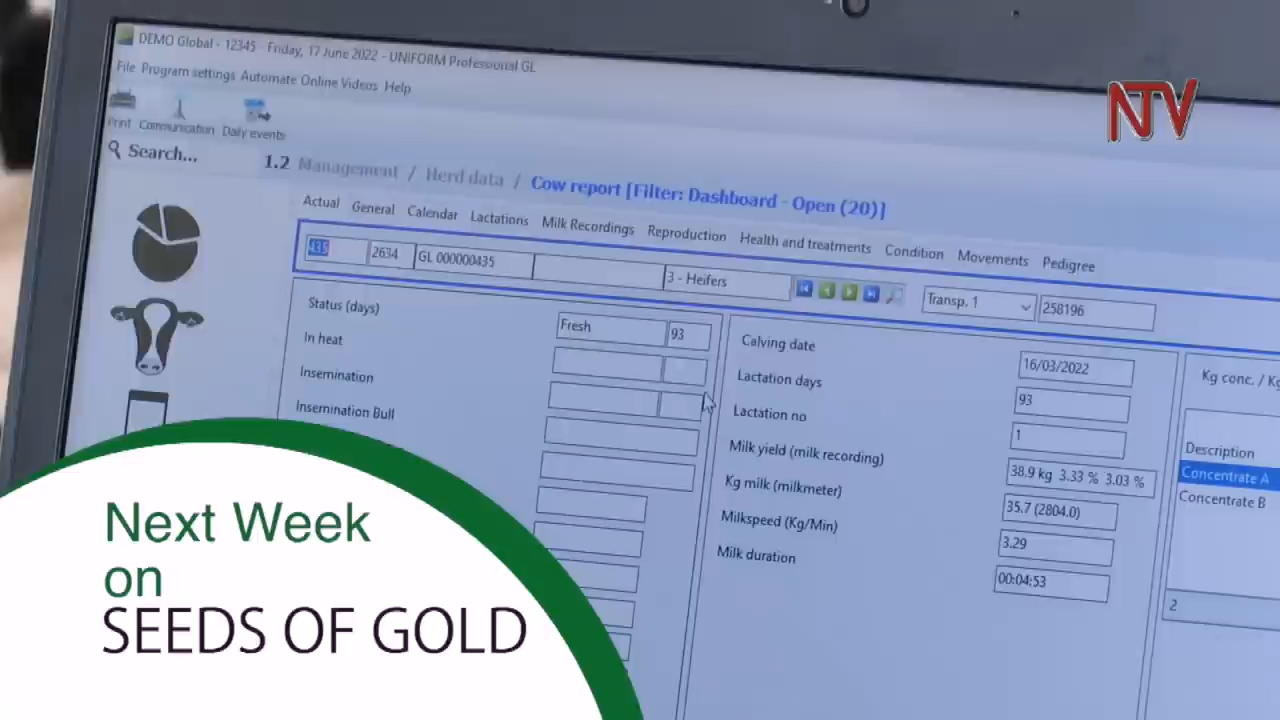 DEMO Global - 12345 - Friday, 17 June 2022 - UNIFORM Professional GL
File Program settings Automate Online Videos Help
Print Communication Daily events
Search...
1.2 Management / Herd data / Cow report [Filter: Dashboard - Open (20)]
Actual General Calendar Lactations Milk Recordings Reproduction Health and treatments Condition Movements Pedigree
435 2634 GL 000000435 3 - Heifers Transp. 1 258196
Status (days) Fresh 93
In heat
Insemination
Insemination Bull
Calving date 16/03/2022
Lactation days 93
Lactation no 1
Milk yield (milk recording) 38.9 kg 3.33 % 3.03 %
Kg milk (milkmeter) 35.7 (2804.0)
Milkspeed (Kg/Min) 3.29
Milk duration 00:04:53
Kg conc. / Kg
Description
Concentrate A
Concentrate B
2
NTV
Next Week
on
SEEDS OF GOLD